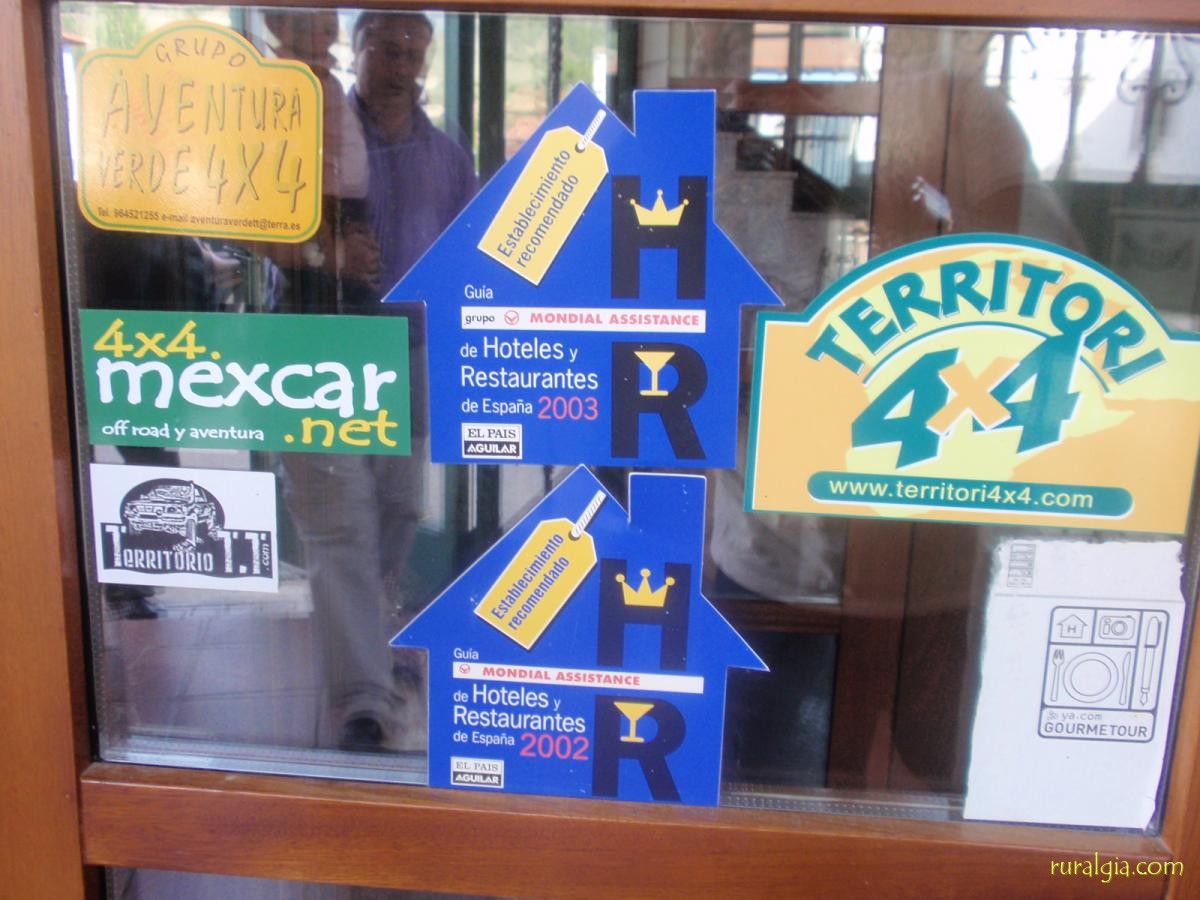 GRUPO
AVENTURA
VERDE 4X4
Tel. 964521255 e-mail aventuraverdett@terra.es
4x4.
mexcar
off road y aventura .net
TERRITORIO T.T
.com
Establecimiento
recomendado
H
Guía
grupo MONDIAL ASSISTANCE
de Hoteles y
Restaurantes
de España 2003
R
EL PAIS
AGUILAR
Establecimiento
recomendado
H
Guía
MONDIAL ASSISTANCE
de Hoteles y
Restaurantes
de España 2002
R
EL PAIS
AGUILAR
TERRITORI
4x4
www.territori4x4.com
H
ya.com
GOURMETOUR
ruralgia.com